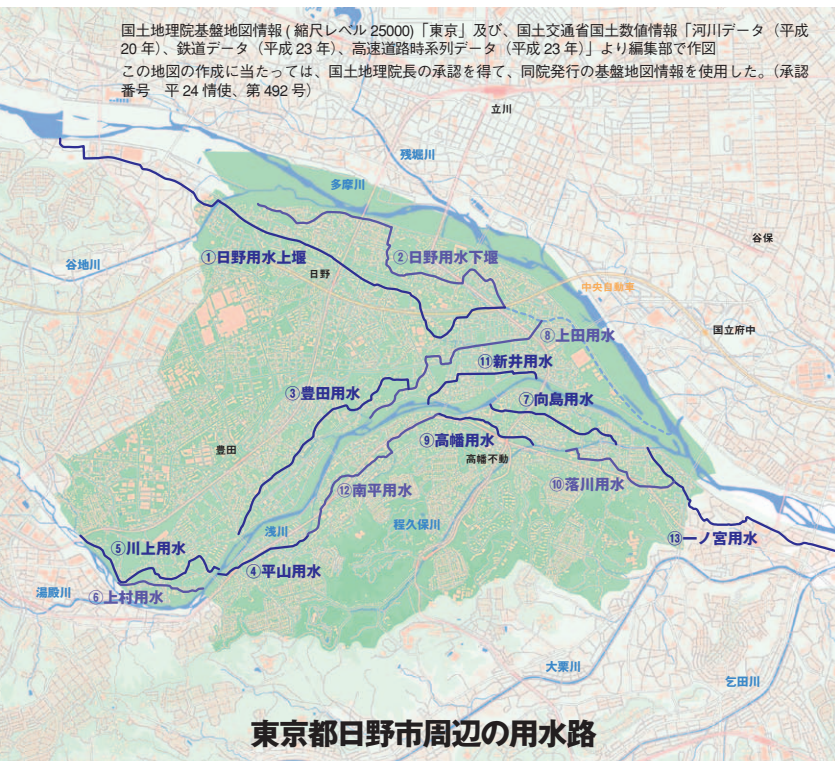 国土地理院基盤地図情報 ( 縮尺レベル 25000)「東京」及び、国土交通省国土数値情報「河川データ（平成
20 年）、鉄道データ（平成 23 年）、高速道路時系列データ（平成 23 年）」より編集部で作図
この地図の作成に当たっては、国土地理院長の承認を得て、同院発行の基盤地図情報を使用した。（承認
番号　平 24 情使、第 492 号）
立川
残堀川
多摩川
谷保
①日野用水上堰
②日野用水下堰
谷地川
日野
中央自動車
国立府中
⑧上田用水
⑪新井用水
③豊田用水
⑦向島用水
⑨高幡用水
豊田
高幡不動
⑫南平用水
⑩落川用水
浅川
程久保川
⑬一ノ宮用水
⑤川上用水
④平山用水
湯殿川
⑥上村用水
大栗川
乞田川
東京都日野市周辺の用水路